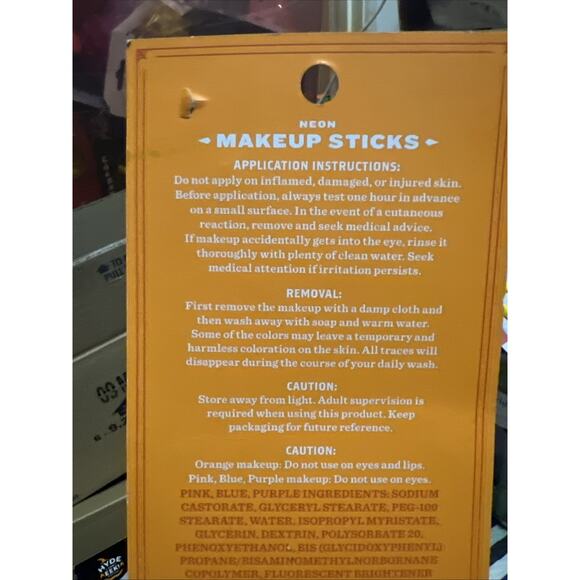 NEON
MAKEUP STICKS
APPLICATION INSTRUCTIONS:
Do not apply on inflamed, damaged, or injured skin.
Before application, always test one hour in advance
on a small surface. In the event of a cutaneous
reaction, remove and seek medical advice.
If makeup accidentally gets into the eye, rinse it
thoroughly with plenty of clean water. Seek
medical attention if irritation persists.
REMOVAL:
First remove the makeup with a damp cloth and
then wash away with soap and warm water.
Some of the colors may leave a temporary and
harmless coloration on the skin. All traces will
disappear during the course of your daily wash.
CAUTION:
Store away from light. Adult supervision is
required when using this product. Keep
packaging for future reference.
CAUTION:
Orange makeup: Do not use on eyes and lips.
Pink, Blue, Purple makeup: Do not use on eyes.
PINK, BLUE, PURPLE INGREDIENTS: SODIUM
CASTORATE, GLYCERYL STEARATE, PEG-100
STEARATE, WATER, ISOPROPYL MYRISTATE,
GLYCERIN, DEXTRIN, POLYSORBATE 20,
PHENOXYETHANOL, BIS (GLYCIDOXYPHENYL)
PROPANE/BISAMINOMETHYLNORBORNANE
COPOLYMER, FLUORESCENT BRIGHTENER
HYDE